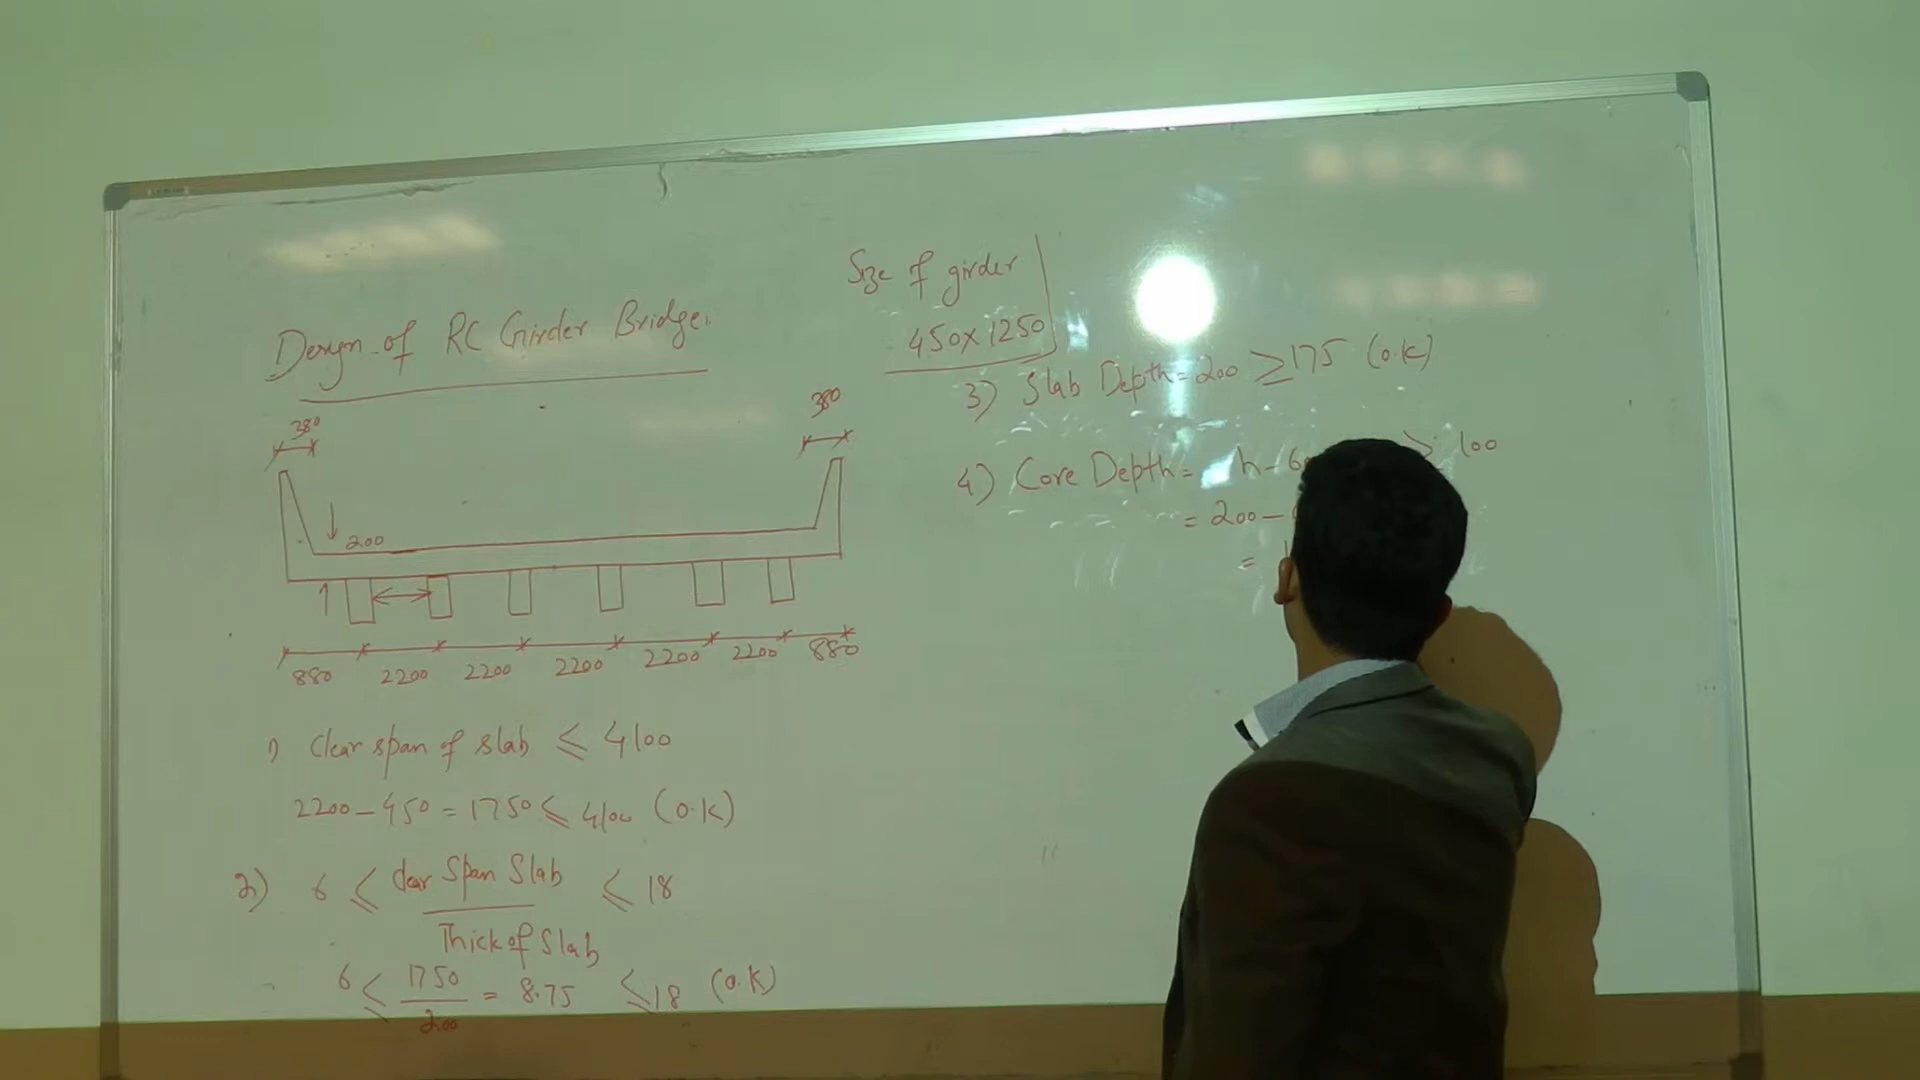 Design of RC Girder Bridge.
Size of girder
450x1250
380
380
200
880 2200 2200 2200 2200 2200 880
1) Clear span of slab ≤ 4100
2200-450 = 1750 ≤ 4100 (O.K)
2) 6 ≤ clear Span Slab ≤ 18
Thick of Slab
6 ≤ 1750 = 8.75 ≤ 18 (O.K)
200
3) Slab Depth = 200 ≥ 175 (O.K)
4) Core Depth = h - 100
= 200 -
=